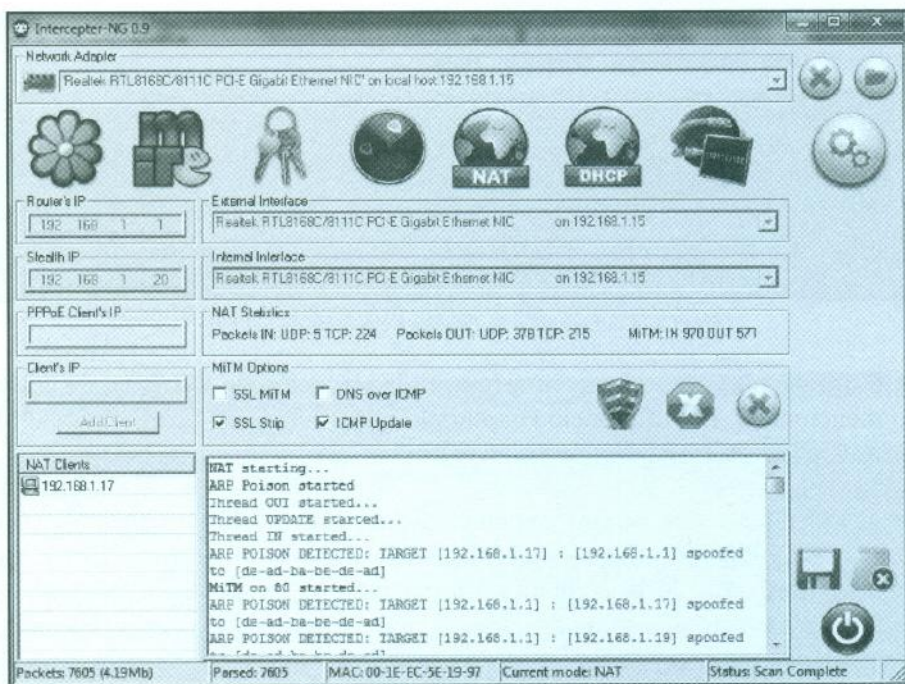 Intercepter-NG 0.9
Network Adapter
'Realtek RTL8168C/8111C PCI-E Gigabit Ethernet NIC' on local host: 192.168.1.15
NAT
DHCP
Router's IP
192 168 1 1
External Interface
Realtek RTL8168C/8111C PCI-E Gigabit Ethernet NIC on 192.168.1.15
Stealth IP
192 168 1 20
Internal Interface
Realtek RTL8168C/8111C PCI-E Gigabit Ethernet NIC on 192.168.1.15
PPPoE Client's IP
NAT Statistics
Packets IN: UDP: 5 TCP: 224 Packets OUT: UDP: 378 TCP: 215 MiTM: IN 970 OUT 571
Client's IP
Add Client
MiTM Options
SSL MiTM
DNS over ICMP
SSL Strip
ICMP Update
NAT Clients
192.168.1.17
NAT starting...
ARP Poison started
Thread OUT started...
Thread UPDATE started...
Thread IN started...
ARP POISON DETECTED: TARGET [192.168.1.17] : [192.168.1.1] spoofed
to [de-ad-ba-be-de-ad]
MiTM on 80 started...
ARP POISON DETECTED: TARGET [192.168.1.1] : [192.168.1.17] spoofed
to [de-ad-ba-be-de-ad]
ARP POISON DETECTED: TARGET [192.168.1.1] : [192.168.1.19] spoofed
Packets: 7605 (4.19Mb)
Parsed: 7605
MAC: 00-1E-EC-5E-19-97
Current mode: NAT
Status: Scan Complete